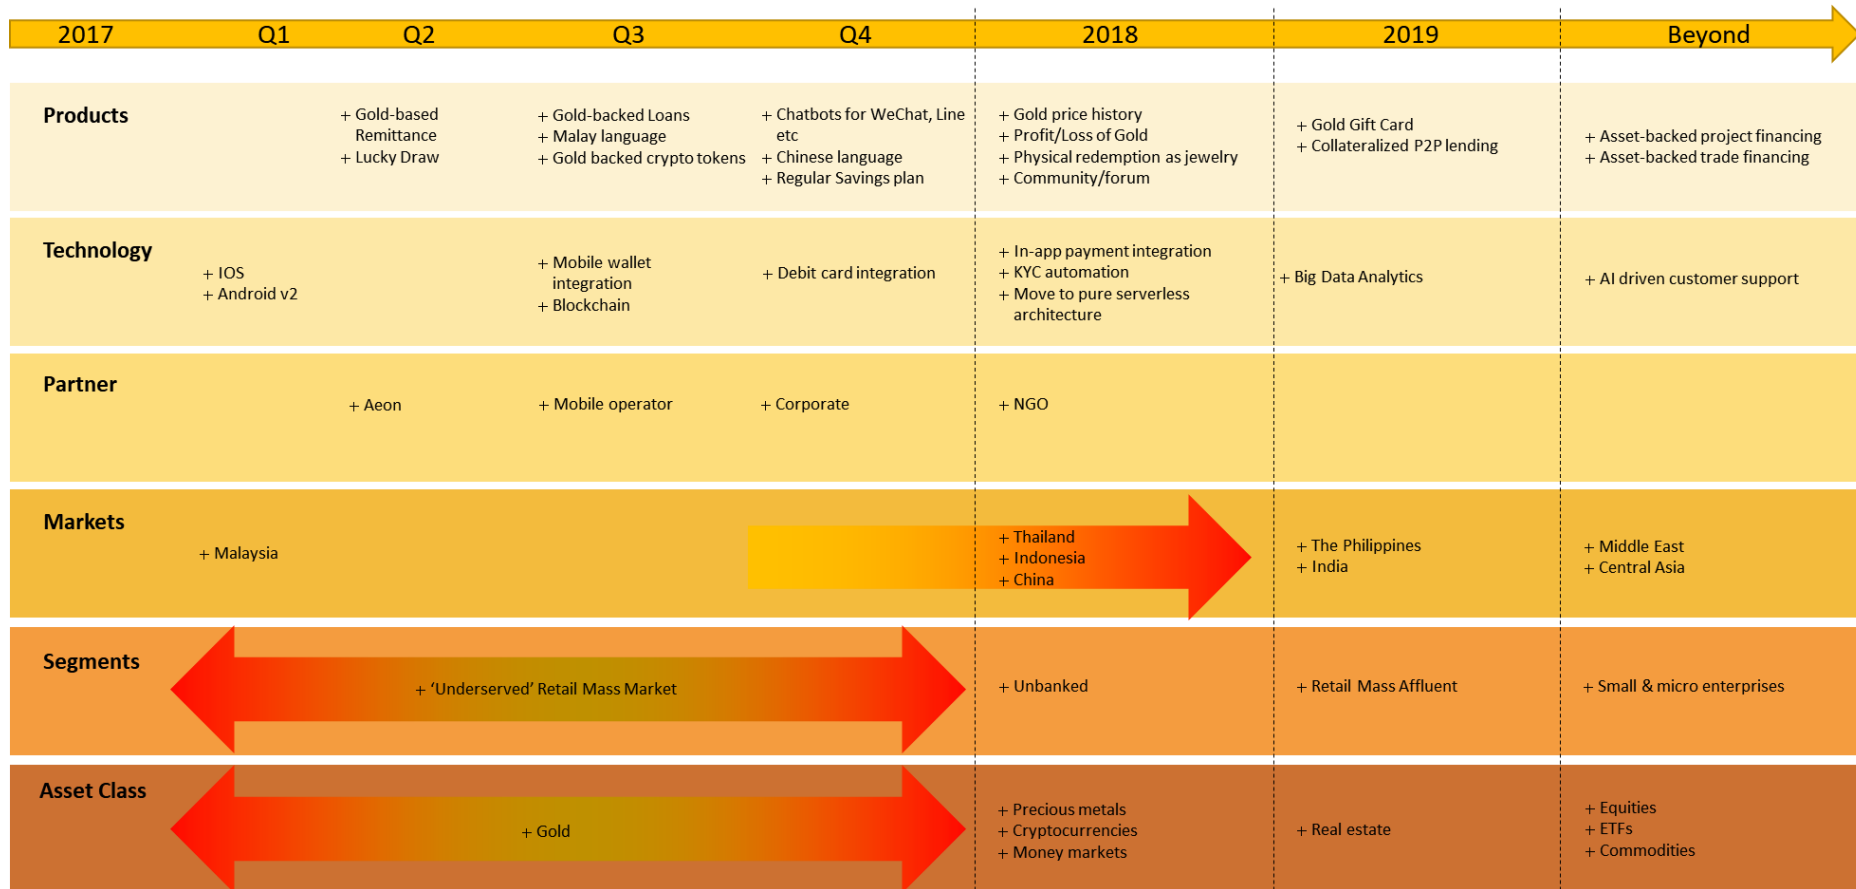 2017 Q1 Q2 Q3 Q4 2018 2019 Beyond
Products
+ Gold-based
Remittance
+ Lucky Draw
+ Gold-backed Loans
+ Malay language
+ Gold backed crypto tokens
+ Chatbots for WeChat, Line
etc
+ Chinese language
+ Regular Savings plan
+ Gold price history
+ Profit/Loss of Gold
+ Physical redemption as jewelry
+ Community/forum
+ Gold Gift Card
+ Collateralized P2P lending
+ Asset-backed project financing
+ Asset-backed trade financing
Technology
+ IOS
+ Android v2
+ Mobile wallet
integration
+ Blockchain
+ Debit card integration
+ In-app payment integration
+ KYC automation
+ Move to pure serverless
architecture
+ Big Data Analytics
+ AI driven customer support
Partner
+ Aeon
+ Mobile operator
+ Corporate
+ NGO
Markets
+ Malaysia
+ Thailand
+ Indonesia
+ China
+ The Philippines
+ India
+ Middle East
+ Central Asia
Segments
+ ‘Underserved’ Retail Mass Market
+ Unbanked
+ Retail Mass Affluent
+ Small & micro enterprises
Asset Class
+ Gold
+ Precious metals
+ Cryptocurrencies
+ Money markets
+ Real estate
+ Equities
+ ETFs
+ Commodities